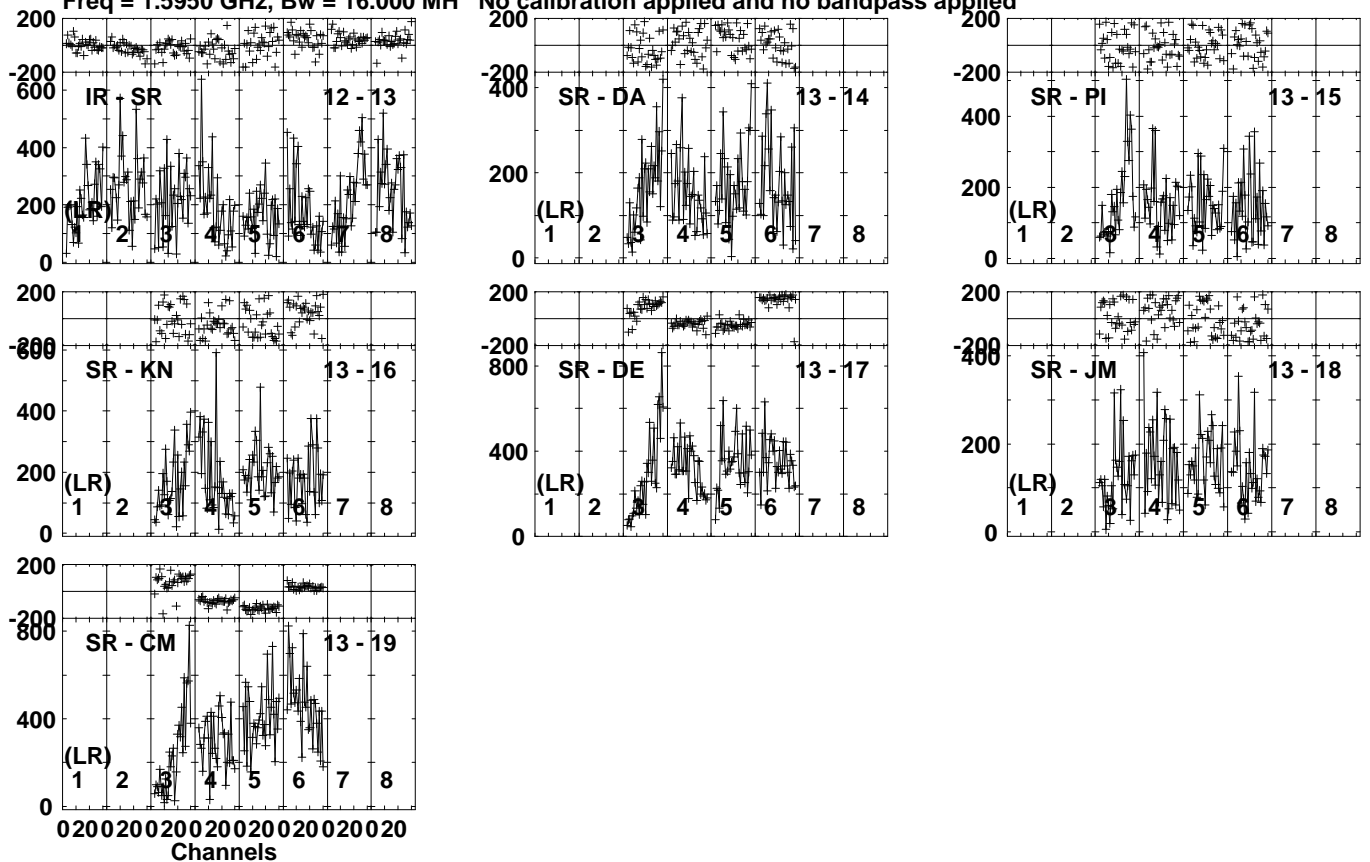 Freq = 1.5950 GHz, Bw = 16.000 MH No calibration applied and no bandpass applied
200
-200
600
400
200
0
IR - SR 12 - 13
(LR)
1 2 3 4 5 6 7 8
200
-200
400
200
0
SR - DA 13 - 14
(LR)
1 2 3 4 5 6 7 8
200
-200
400
200
0
SR - PI 13 - 15
(LR)
1 2 3 4 5 6 7 8
200
-200
600
400
200
0
SR - KN 13 - 16
(LR)
1 2 3 4 5 6 7 8
200
-200
800
400
0
SR - DE 13 - 17
(LR)
1 2 3 4 5 6 7 8
200
-200
400
200
0
SR - JM 13 - 18
(LR)
1 2 3 4 5 6 7 8
200
-200
800
400
0
SR - CM 13 - 19
(LR)
1 2 3 4 5 6 7 8
0 20 0 20 0 20 0 20 0 20 0 20 0 20 0 20
Channels